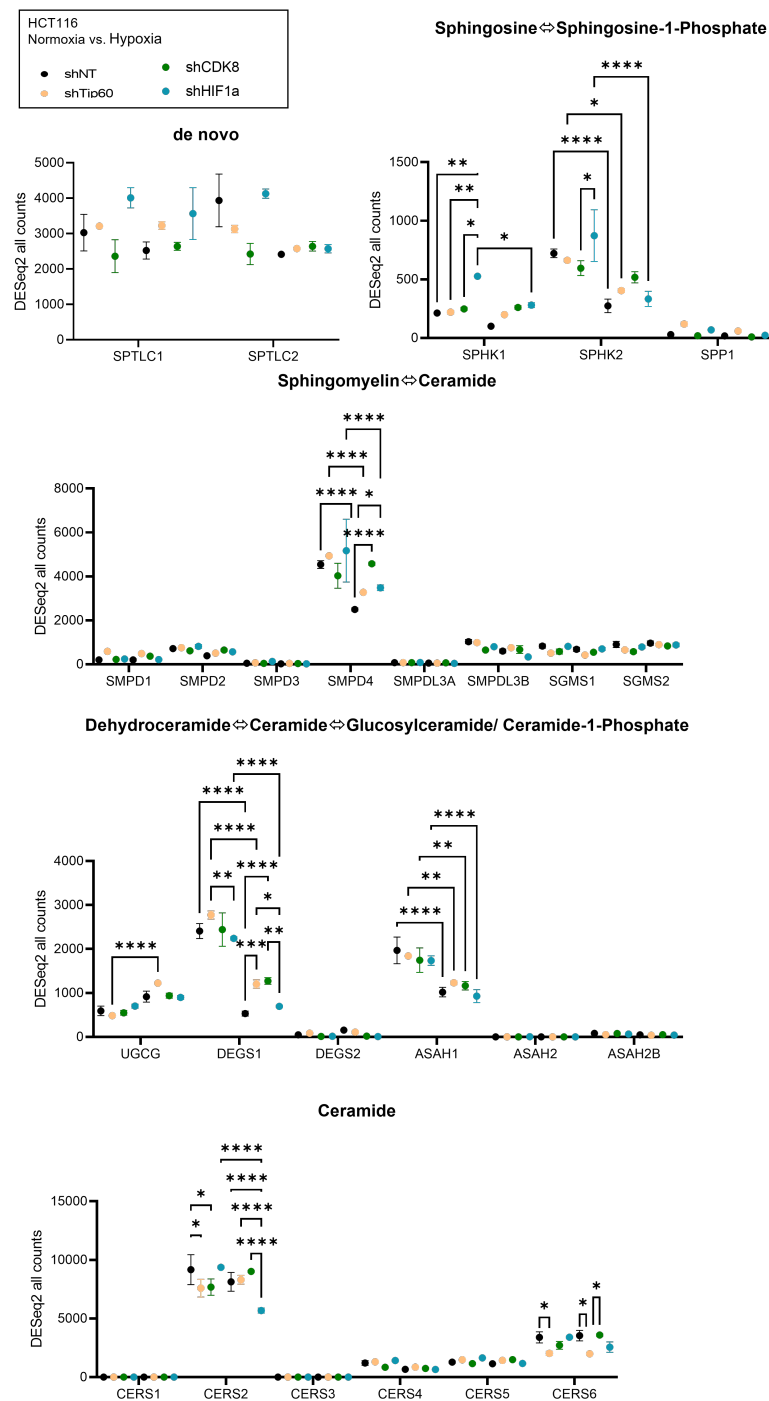 HCT116
Normoxia vs. Hypoxia
shNT
shCDK8
shTip60
shHIF1a
Sphingosine⇔Sphingosine-1-Phosphate
de novo
DESeq2 all counts
5000
4000
3000
2000
1000
0
SPTLC1 SPTLC2
****
*
****
**
**
*
*
*
DESeq2 all counts
1500
1000
500
0
SPHK1 SPHK2 SPP1
Sphingomyelin⇔Ceramide
****
****
****
*
****
DESeq2 all counts
8000
6000
4000
2000
0
SMPD1 SMPD2 SMPD3 SMPD4 SMPDL3A SMPDL3B SGMS1 SGMS2
Dehydroceramide⇔Ceramide⇔Glucosylceramide/ Ceramide-1-Phosphate
****
****
****
****
**
*
**
***
****
****
**
**
****
DESeq2 all counts
4000
3000
2000
1000
0
UGCG DEGS1 DEGS2 ASAH1 ASAH2 ASAH2B
Ceramide
****
****
*
****
*
****
*
*
*
DESeq2 all counts
15000
10000
5000
0
CERS1 CERS2 CERS3 CERS4 CERS5 CERS6